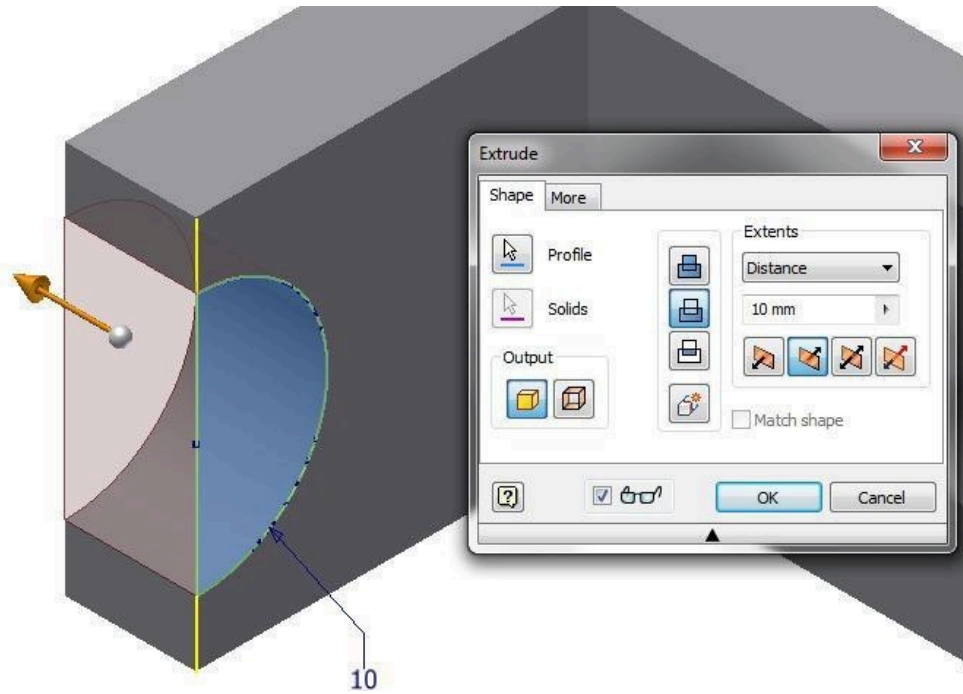 Extrude
Shape
More
Profile
Solids
Output
Extents
Distance
10 mm
Match shape
?
OK
Cancel
10